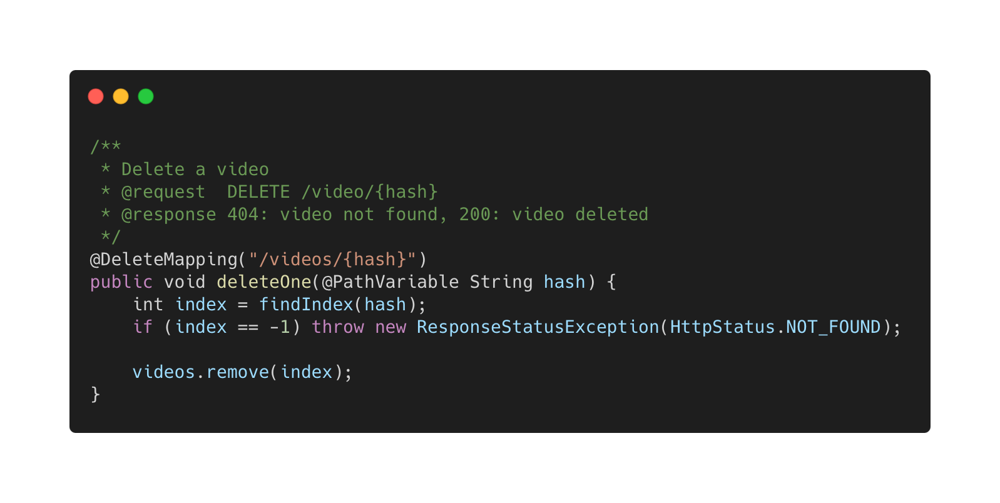 /**
 * Delete a video
 * @request  DELETE /video/{hash}
 * @response 404: video not found, 200: video deleted
 */
@DeleteMapping("/videos/{hash}")
public void deleteOne(@PathVariable String hash) {
    int index = findIndex(hash);
    if (index == -1) throw new ResponseStatusException(HttpStatus.NOT_FOUND);

    videos.remove(index);
}